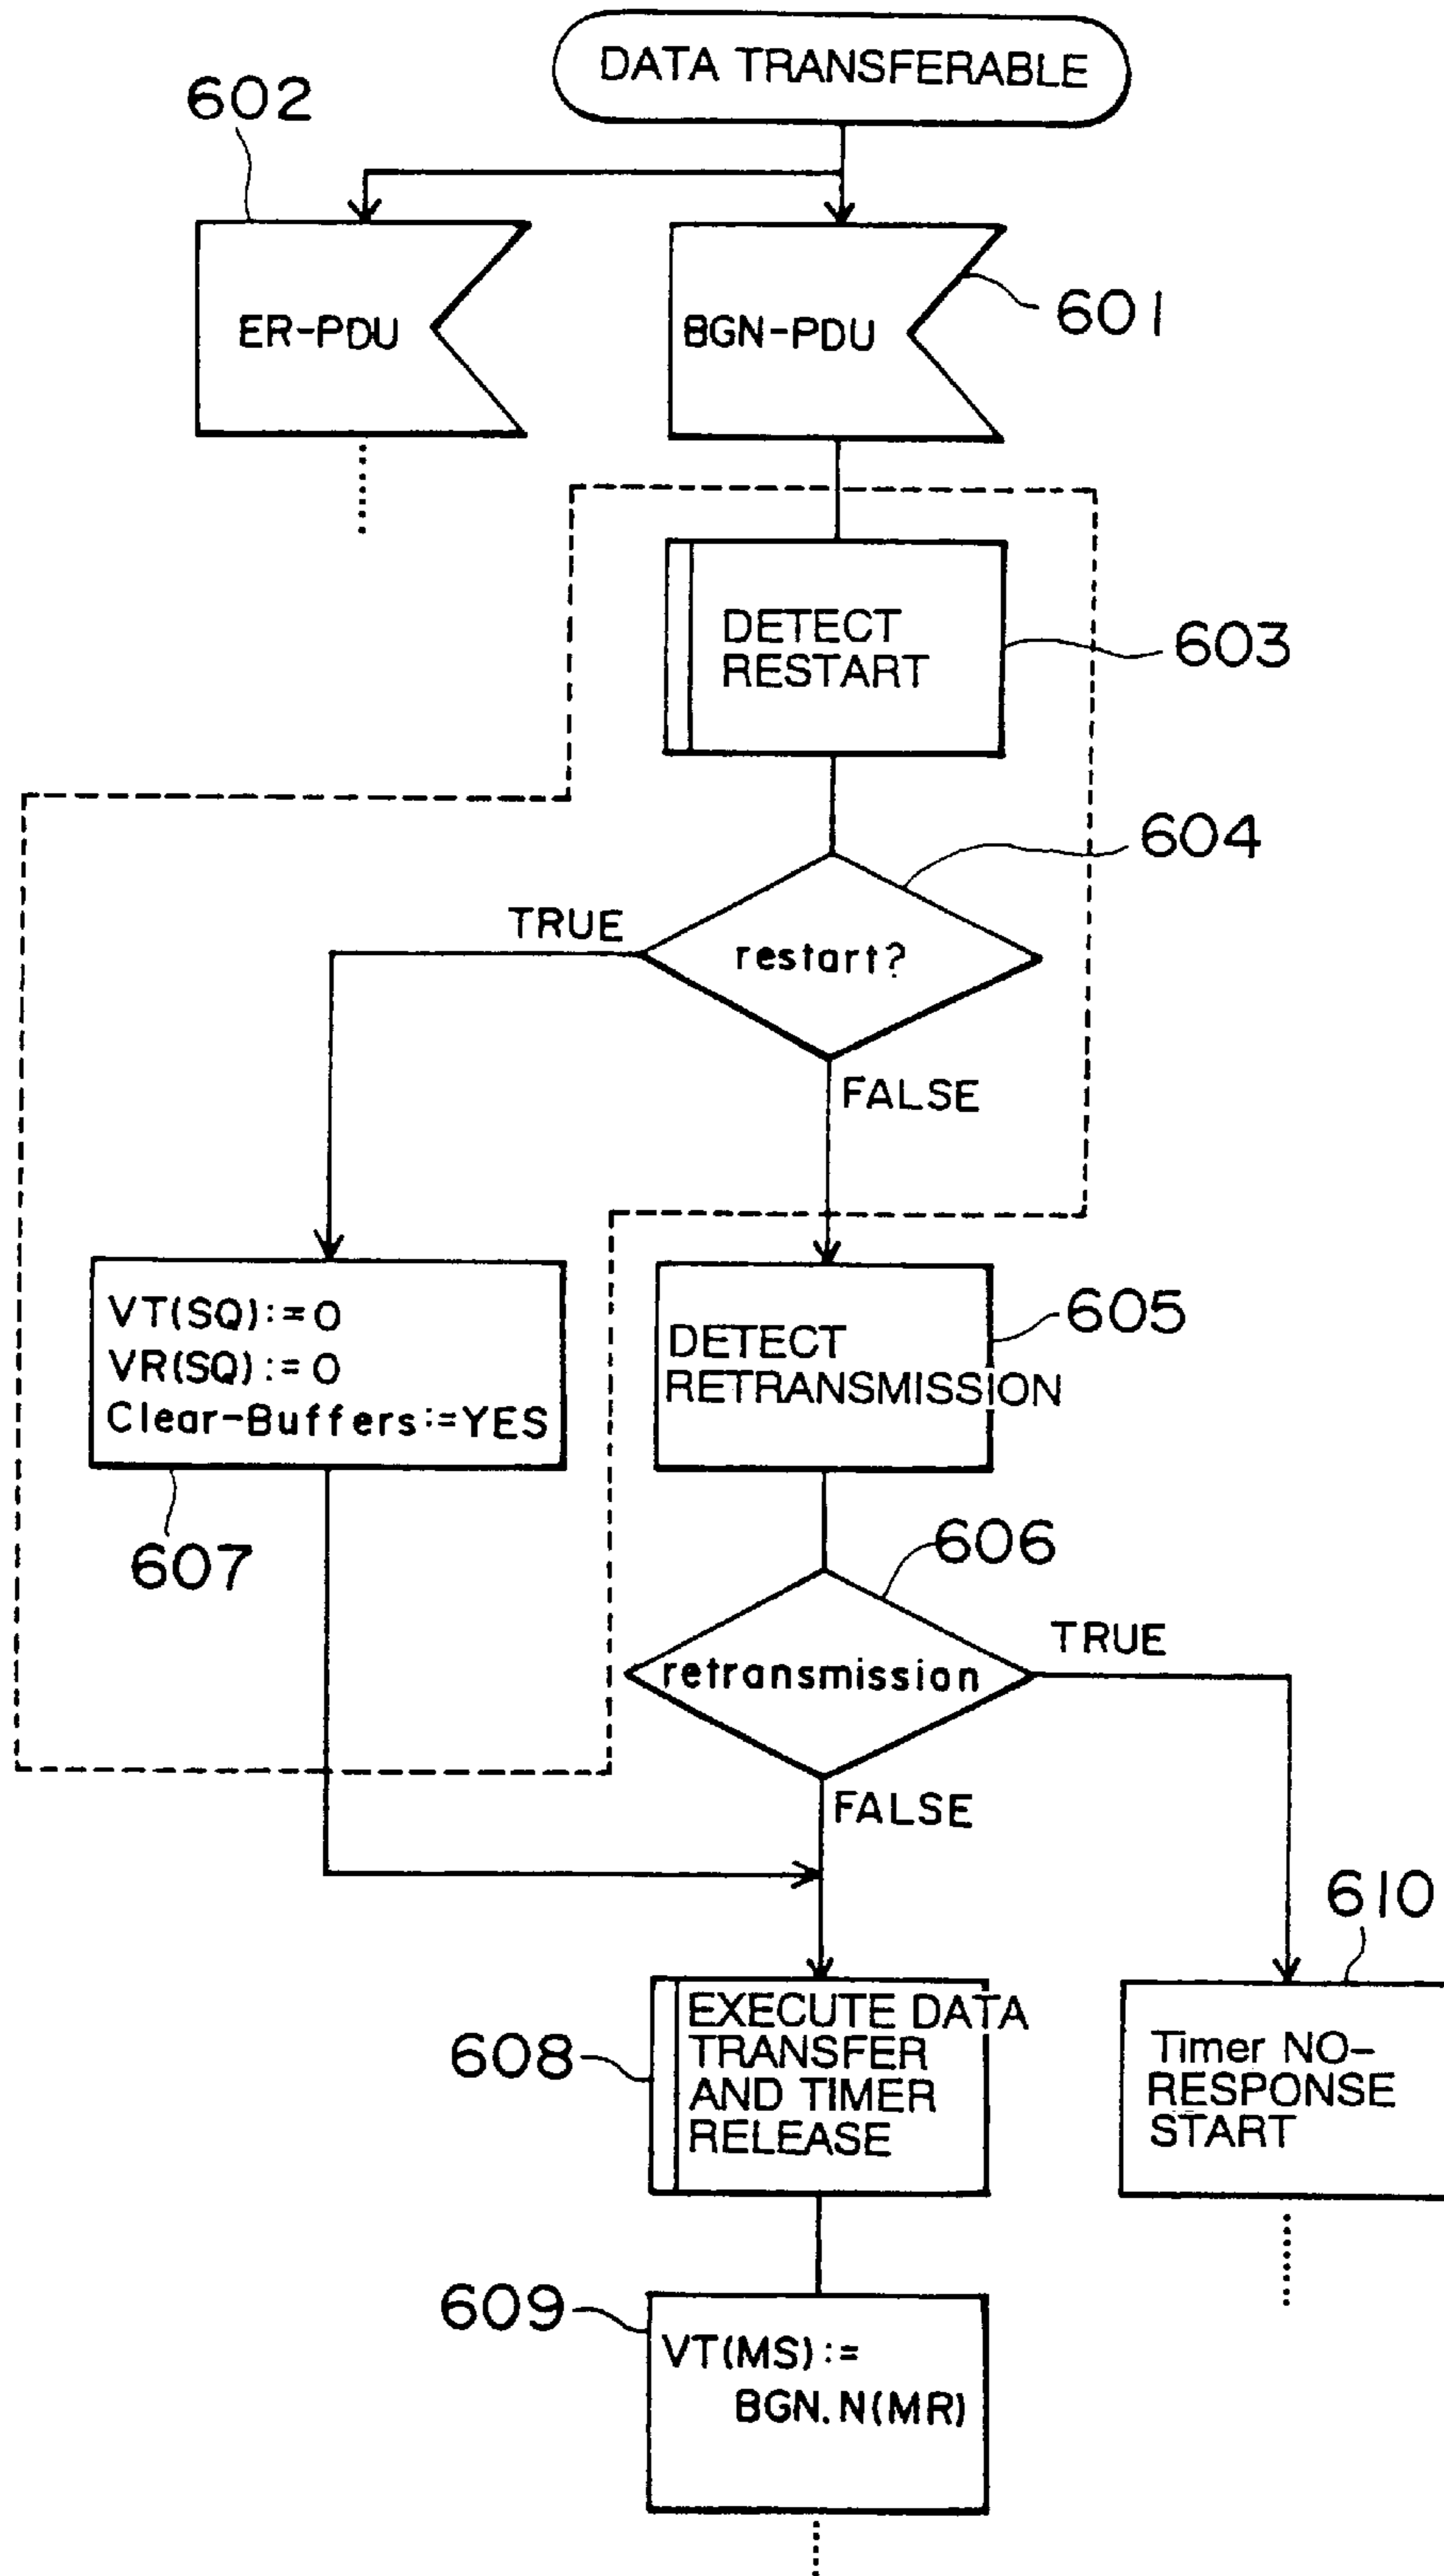 DATA TRANSFERABLE
602
ER-PDU
BGN-PDU
601
DETECT
RESTART
603
604
TRUE
restart?
FALSE
VT(SQ):=0
VR(SQ):=0
Clear-Buffers:=YES
607
DETECT
RETRANSMISSION
605
606
retransmission
TRUE
FALSE
610
608
EXECUTE DATA
TRANSFER
AND TIMER
RELEASE
Timer NO-
RESPONSE
START
609
VT(MS):=
BGN.N(MR)